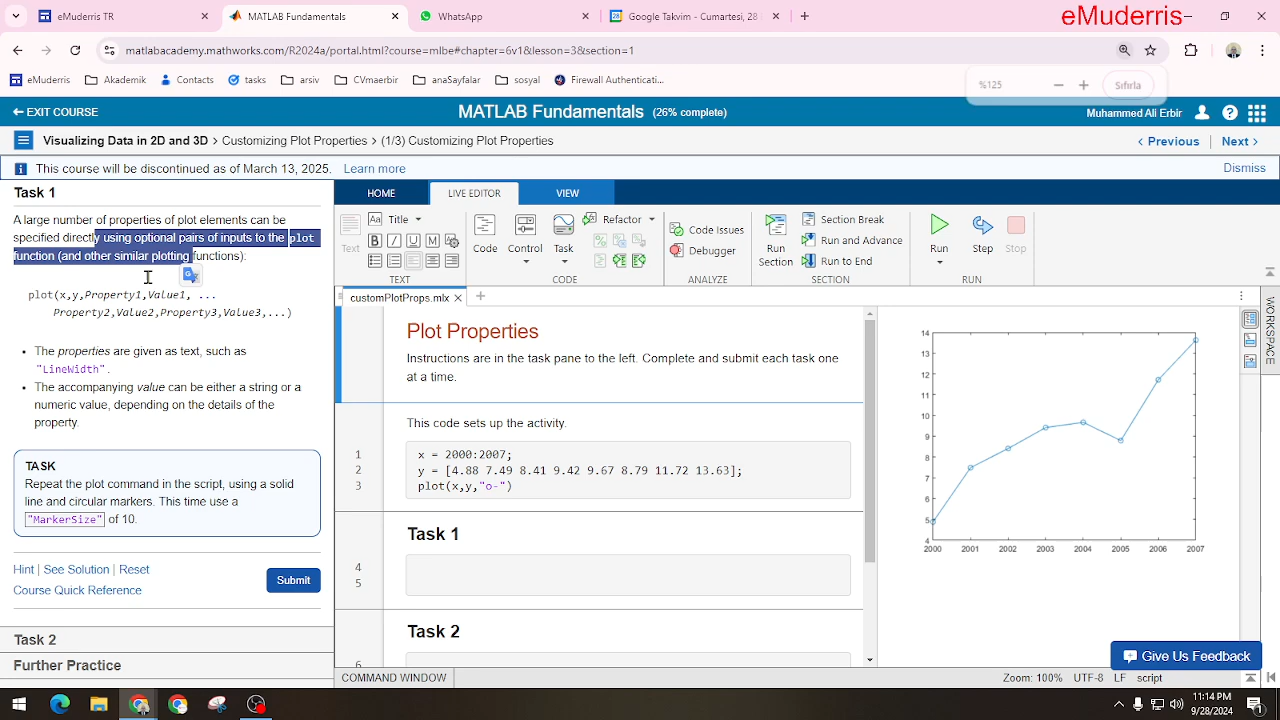 eMuderris TR
MATLAB Fundamentals
WhatsApp
Google Takvim - Cumartesi, 28
eMuderris
matlabacademy.mathworks.com/R2024a/portal.html?course=mlbe#chapter=6v1&lesson=3&section=1
eMuderris Akademik Contacts tasks arsiv CVmaerbir anaSayfalar sosyal Firewall Authenticati...
%125 Sıfırla
EXIT COURSE
MATLAB Fundamentals (26% complete)
Muhammed Ali Erbir
Visualizing Data in 2D and 3D > Customizing Plot Properties > (1/3) Customizing Plot Properties
< Previous | Next >
This course will be discontinued as of March 13, 2025. Learn more
Dismiss
Task 1
A large number of properties of plot elements can be
specified directly using optional pairs of inputs to the plot
function (and other similar plotting functions):
plot(x,y,Property1,Value1, ...
Property2,Value2,Property3,Value3,...)
• The properties are given as text, such as
"LineWidth".
• The accompanying value can be either a string or a
numeric value, depending on the details of the
property.
TASK
Repeat the plot command in the script, using a solid
line and circular markers. This time use a
"MarkerSize" of 10.
Hint | See Solution | Reset
Course Quick Reference
Submit
Task 2
Further Practice
HOME LIVE EDITOR VIEW
Text
Aa Title
B I U M
TEXT
Code Control Task
Refactor
CODE
Code Issues
Debugger
ANALYZE
Run
Section
Section Break
Run and Advance
Run to End
SECTION
Run Step Stop
RUN
customPlotProps.mlx
Plot Properties
Instructions are in the task pane to the left. Complete and submit each task one
at a time.
This code sets up the activity.
1 x = 2000:2007;
2 y = [4.88 7.49 8.41 9.42 9.67 8.79 11.72 13.63];
3 plot(x,y,"o-")
Task 1
4
5
Task 2
6
14
13
12
11
10
9
8
7
6
5
4
2000 2001 2002 2003 2004 2005 2006 2007
WORKSPACE
Give Us Feedback
COMMAND WINDOW
Zoom: 100% UTF-8 LF script
11:14 PM
9/28/2024